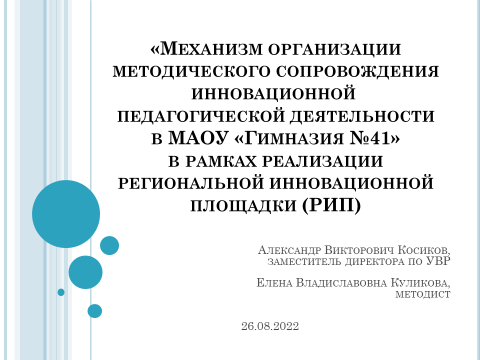 «Механизм организации
методического сопровождения
инновационной
педагогической деятельности
в МАОУ «Гимназия №41»
в рамках реализации
региональной инновационной
площадки (РИП)
Александр Викторович Косиков,
заместитель директора по УВР
Елена Владиславовна Куликова,
методист
26.08.2022